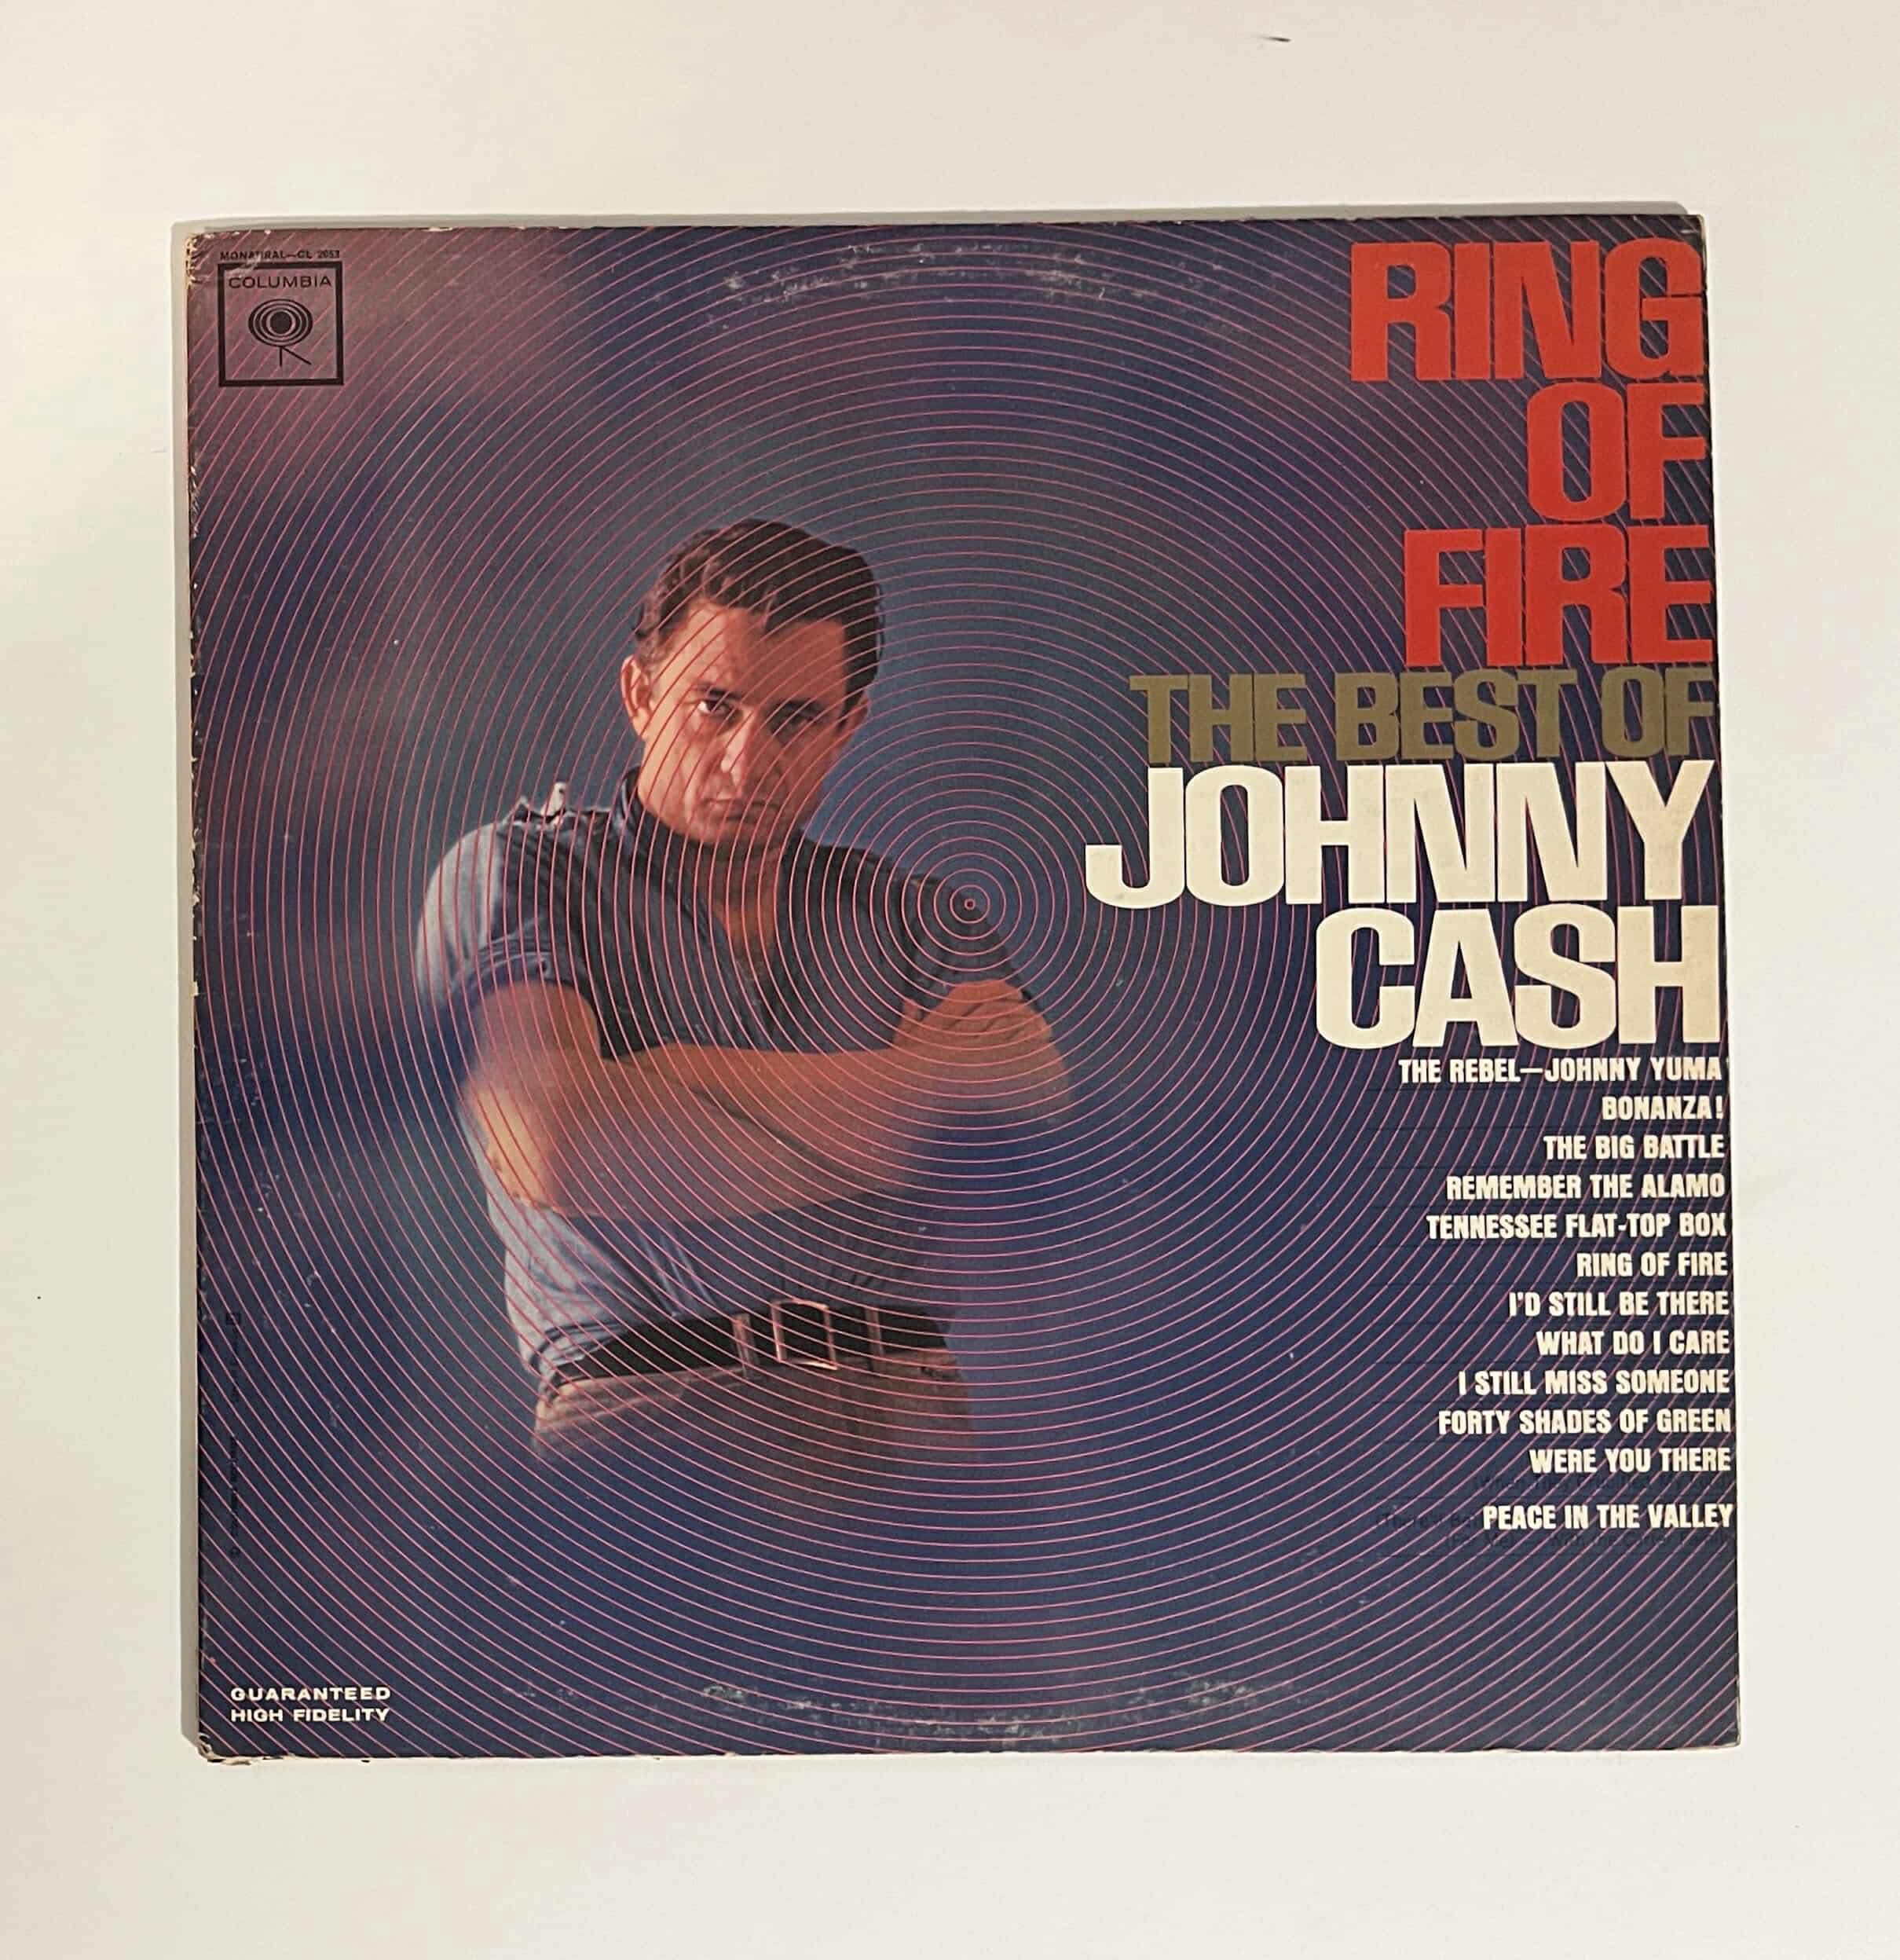 MONAURAL—CL 2053
COLUMBIA
RING
OF
FIRE
THE BEST OF
JOHNNY
CASH
THE REBEL—JOHNNY YUMA
BONANZA!
THE BIG BATTLE
REMEMBER THE ALAMO
TENNESSEE FLAT-TOP BOX
RING OF FIRE
I'D STILL BE THERE
WHAT DO I CARE
I STILL MISS SOMEONE
FORTY SHADES OF GREEN
WERE YOU THERE
PEACE IN THE VALLEY
GUARANTEED
HIGH FIDELITY